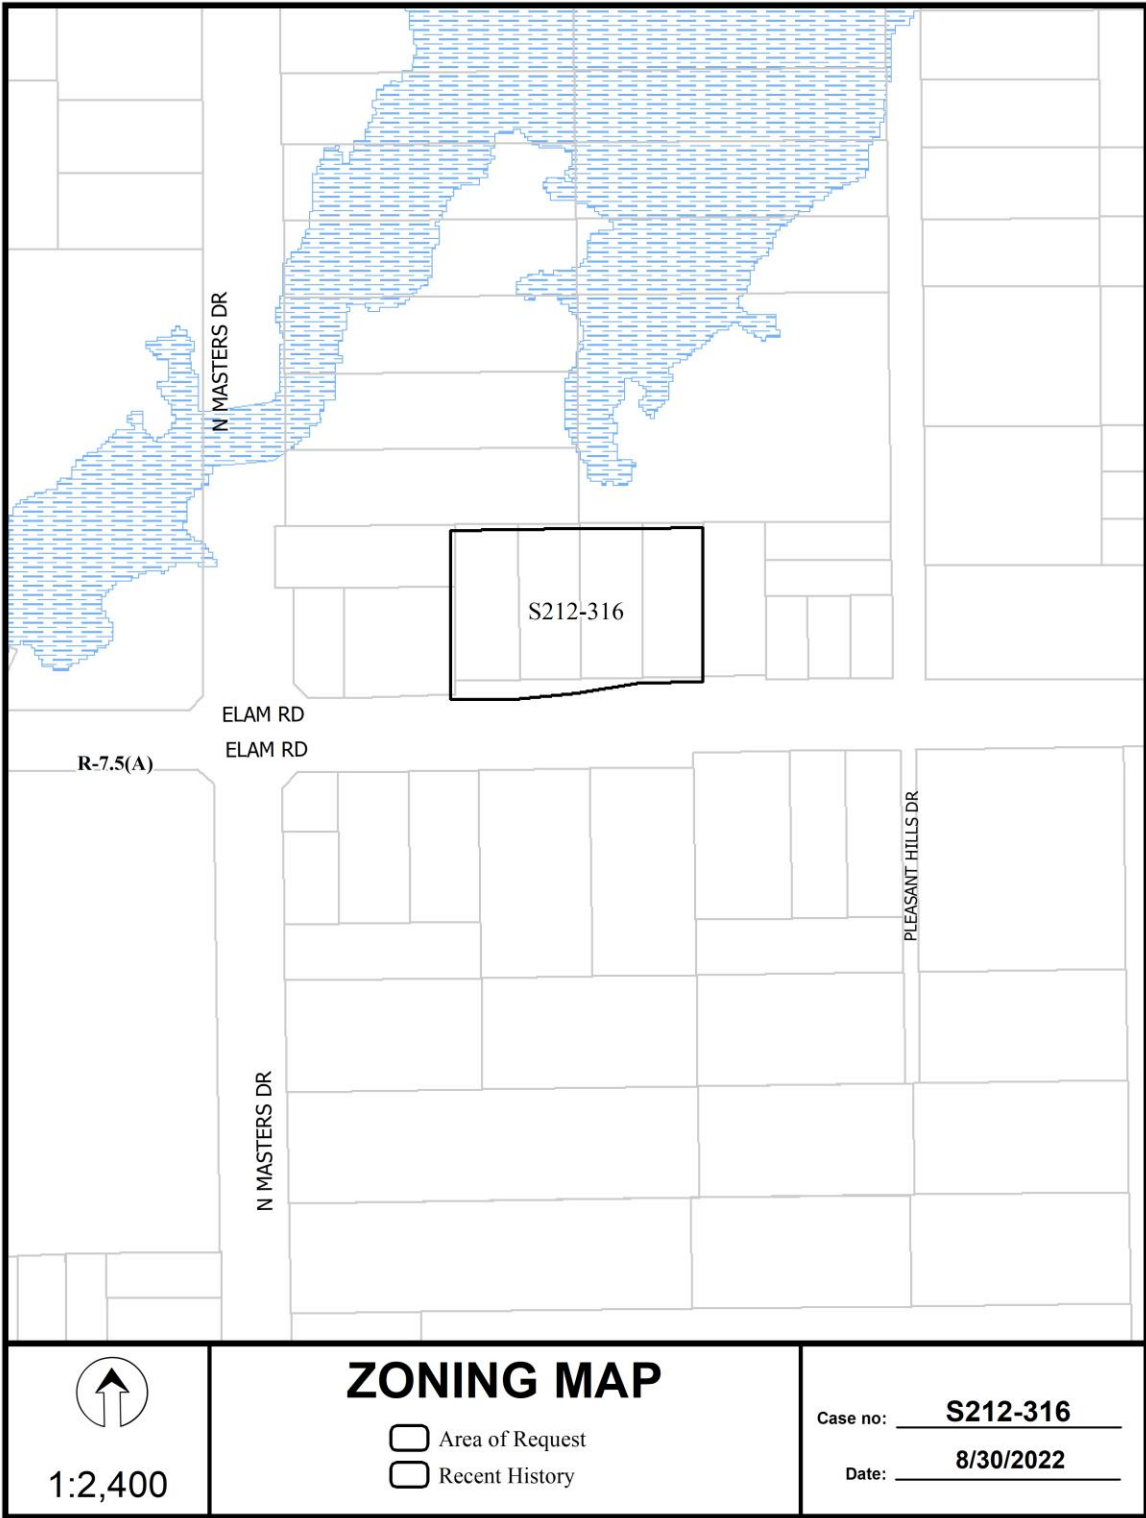 N MASTERS DR
S212-316
ELAM RD
ELAM RD
R-7.5(A)
PLEASANT HILLS DR
N MASTERS DR
1:2,400
ZONING MAP
Area of Request
Recent History
Case no: S212-316
Date: 8/30/2022